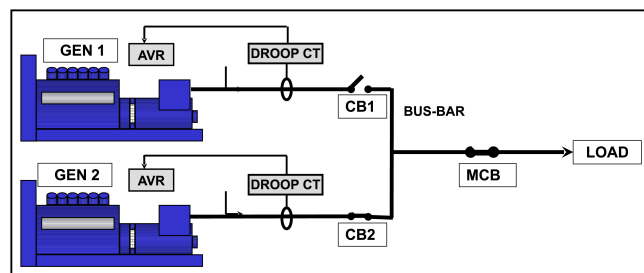 GEN 1
AVR
DROOP CT
CB1
BUS-BAR
LOAD
MCB
GEN 2
AVR
DROOP CT
CB2